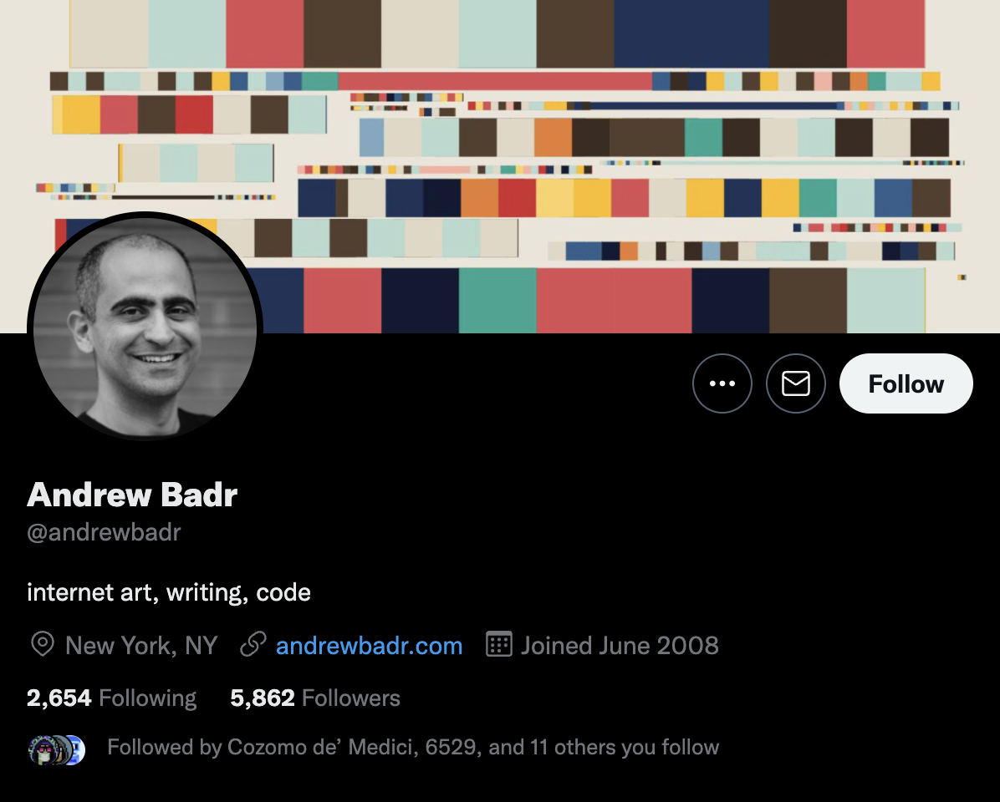 Follow
Andrew Badr
@andrewbadr
internet art, writing, code
New York, NY andrewbadr.com Joined June 2008
2,654 Following 5,862 Followers
Followed by Cozomo de’ Medici, 6529, and 11 others you follow